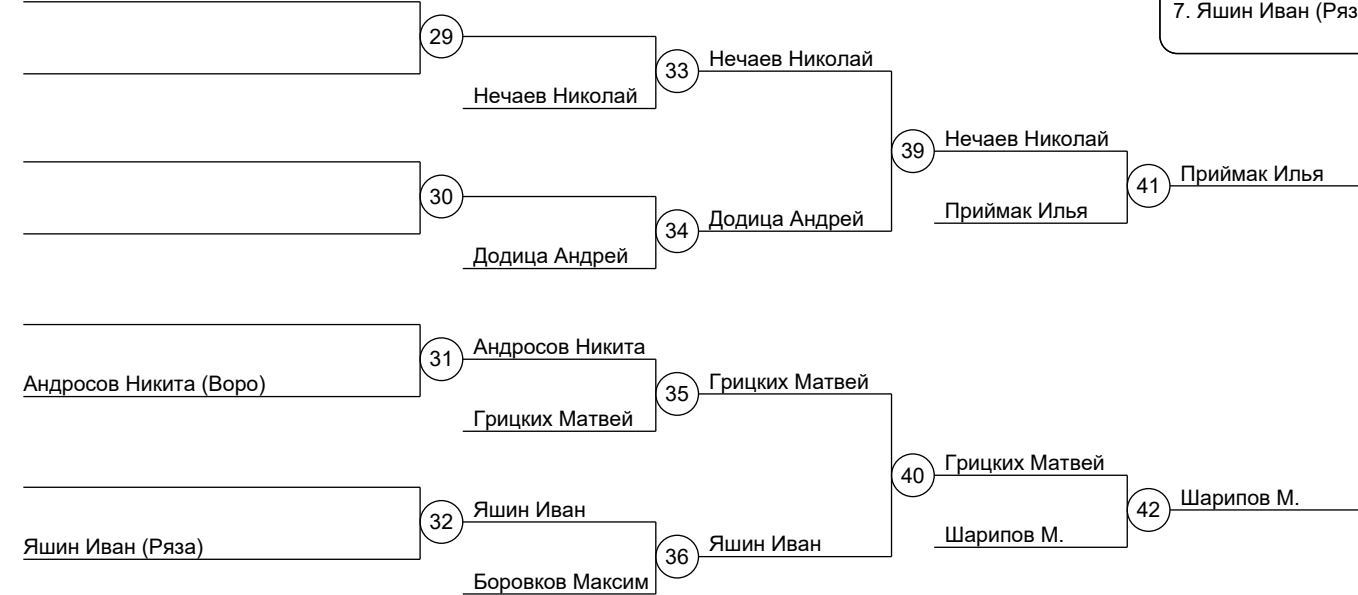 7. Яшин Иван (Ряз
29
Нечаев Николай
33
Нечаев Николай
39
Нечаев Николай
30
Додица Андрей
34
Додица Андрей
Приймак Илья
41
Приймак Илья
31
Андросов Никита (Воро)
Андросов Никита
35
Грицких Матвей
Грицких Матвей
40
Грицких Матвей
32
Яшин Иван (Ряза)
Яшин Иван
36
Яшин Иван
Боровков Максим
Шарипов М.
42
Шарипов М.